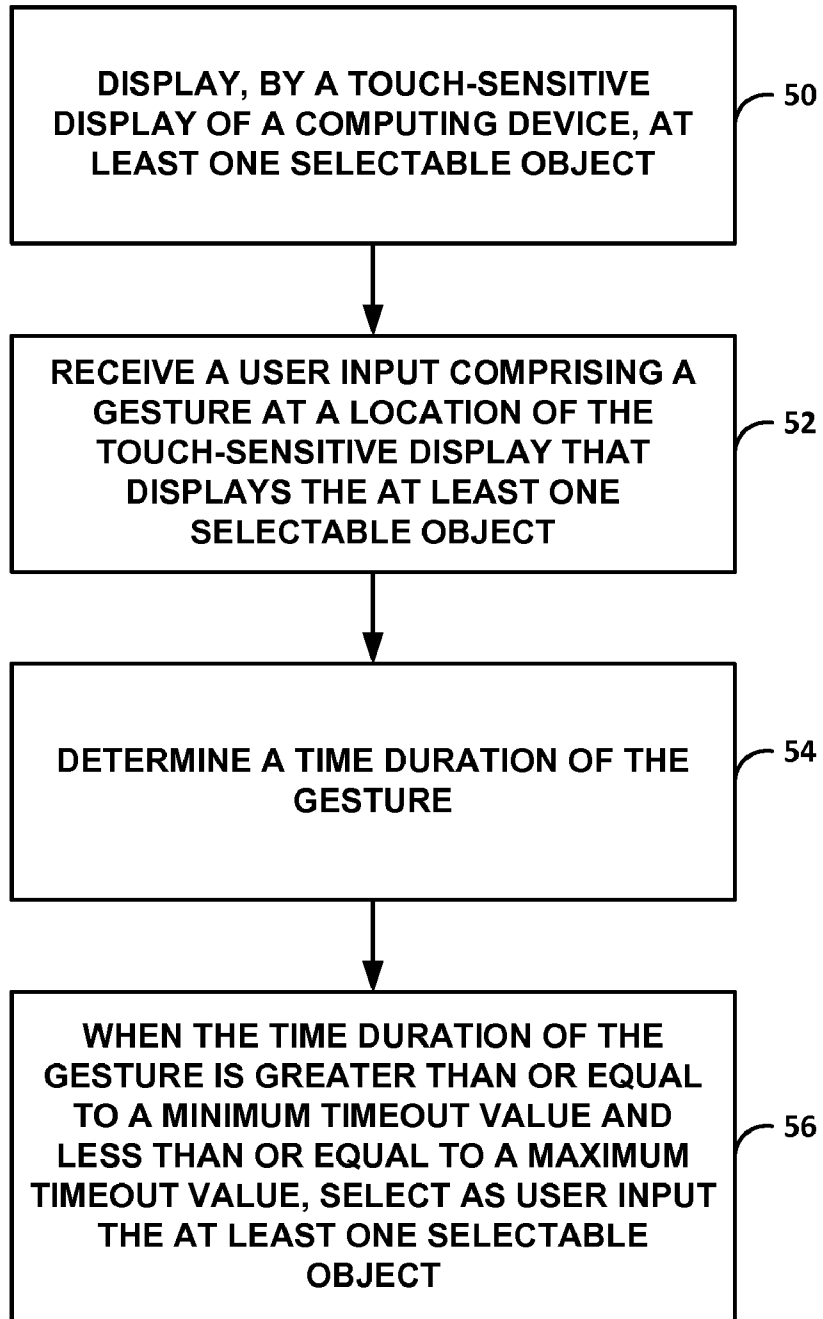 DISPLAY, BY A TOUCH-SENSITIVE
DISPLAY OF A COMPUTING DEVICE, AT
LEAST ONE SELECTABLE OBJECT
50
RECEIVE A USER INPUT COMPRISING A
GESTURE AT A LOCATION OF THE
TOUCH-SENSITIVE DISPLAY THAT
DISPLAYS THE AT LEAST ONE
SELECTABLE OBJECT
52
DETERMINE A TIME DURATION OF THE
GESTURE
54
WHEN THE TIME DURATION OF THE
GESTURE IS GREATER THAN OR EQUAL
TO A MINIMUM TIMEOUT VALUE AND
LESS THAN OR EQUAL TO A MAXIMUM
TIMEOUT VALUE, SELECT AS USER INPUT
THE AT LEAST ONE SELECTABLE
OBJECT
56